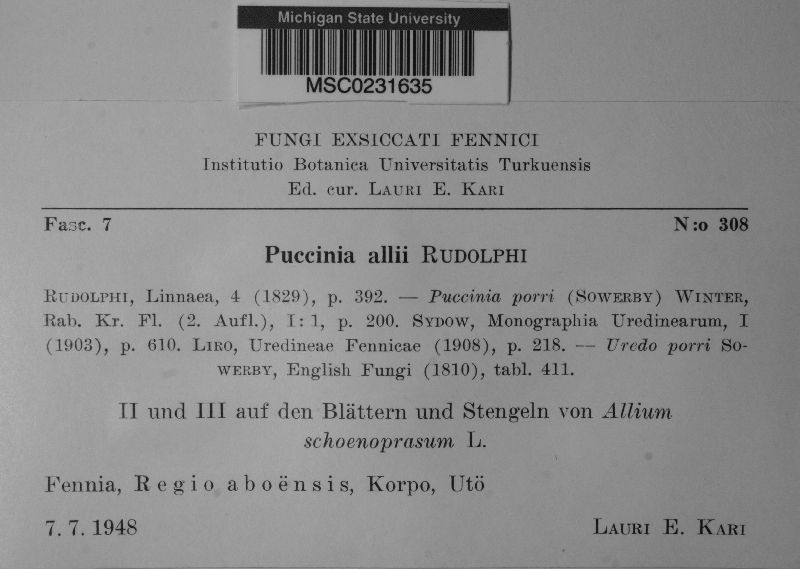 Michigan State University
MSC0231635
FUNGI EXSICCATI FENNICI
Institutio Botanica Universitatis Turkuensis
Ed. cur. LAURI E. KARI
Fasc. 7 N:o 308
Puccinia allii RUDOLPHI
RUDOLPHI, Linnaea, 4 (1829), p. 392. — Puccinia porri (SOWERBY) WINTER,
Rab. Kr. Fl. (2. Aufl.), I: 1, p. 200. SYDOW, Monographia Uredinearum, I
(1903), p. 610. LIRO, Uredineae Fennicae (1908), p. 218. — Uredo porri SO-
WERBY, English Fungi (1810), tabl. 411.
II und III auf den Blättern und Stengeln von Allium
schoenoprasum L.
Fennia, Regio aboënsis, Korpo, Utö
7. 7. 1948 LAURI E. KARI